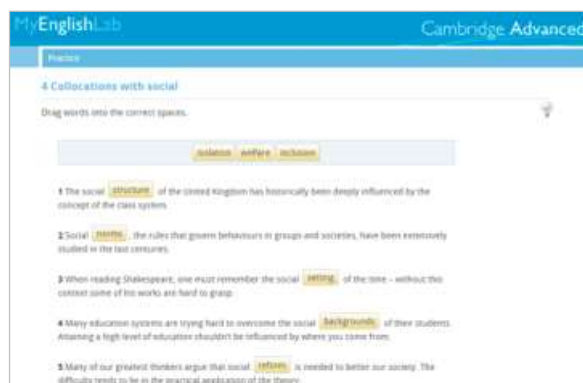 MyEnglishLab
Cambridge Advanced
Practice
4 Collocations with social
Drag words into the correct spaces.
isolation welfare inclusion
1 The social structure of the United Kingdom has historically been deeply influenced by the
concept of the class system.
2 Social norms, the rules that govern behaviours in groups and societies, have been extensively
studied in the last centuries.
3 When reading Shakespeare, one must remember the social setting of the time – without this
context some of his works are hard to grasp.
4 Many education systems are trying hard to overcome the social backgrounds of their students.
Attaining a high level of education shouldn't be influenced by where you come from.
5 Many of our greatest thinkers argue that social reform is needed to better our society. The
difficulty tends to lie in the practical application of the theory.